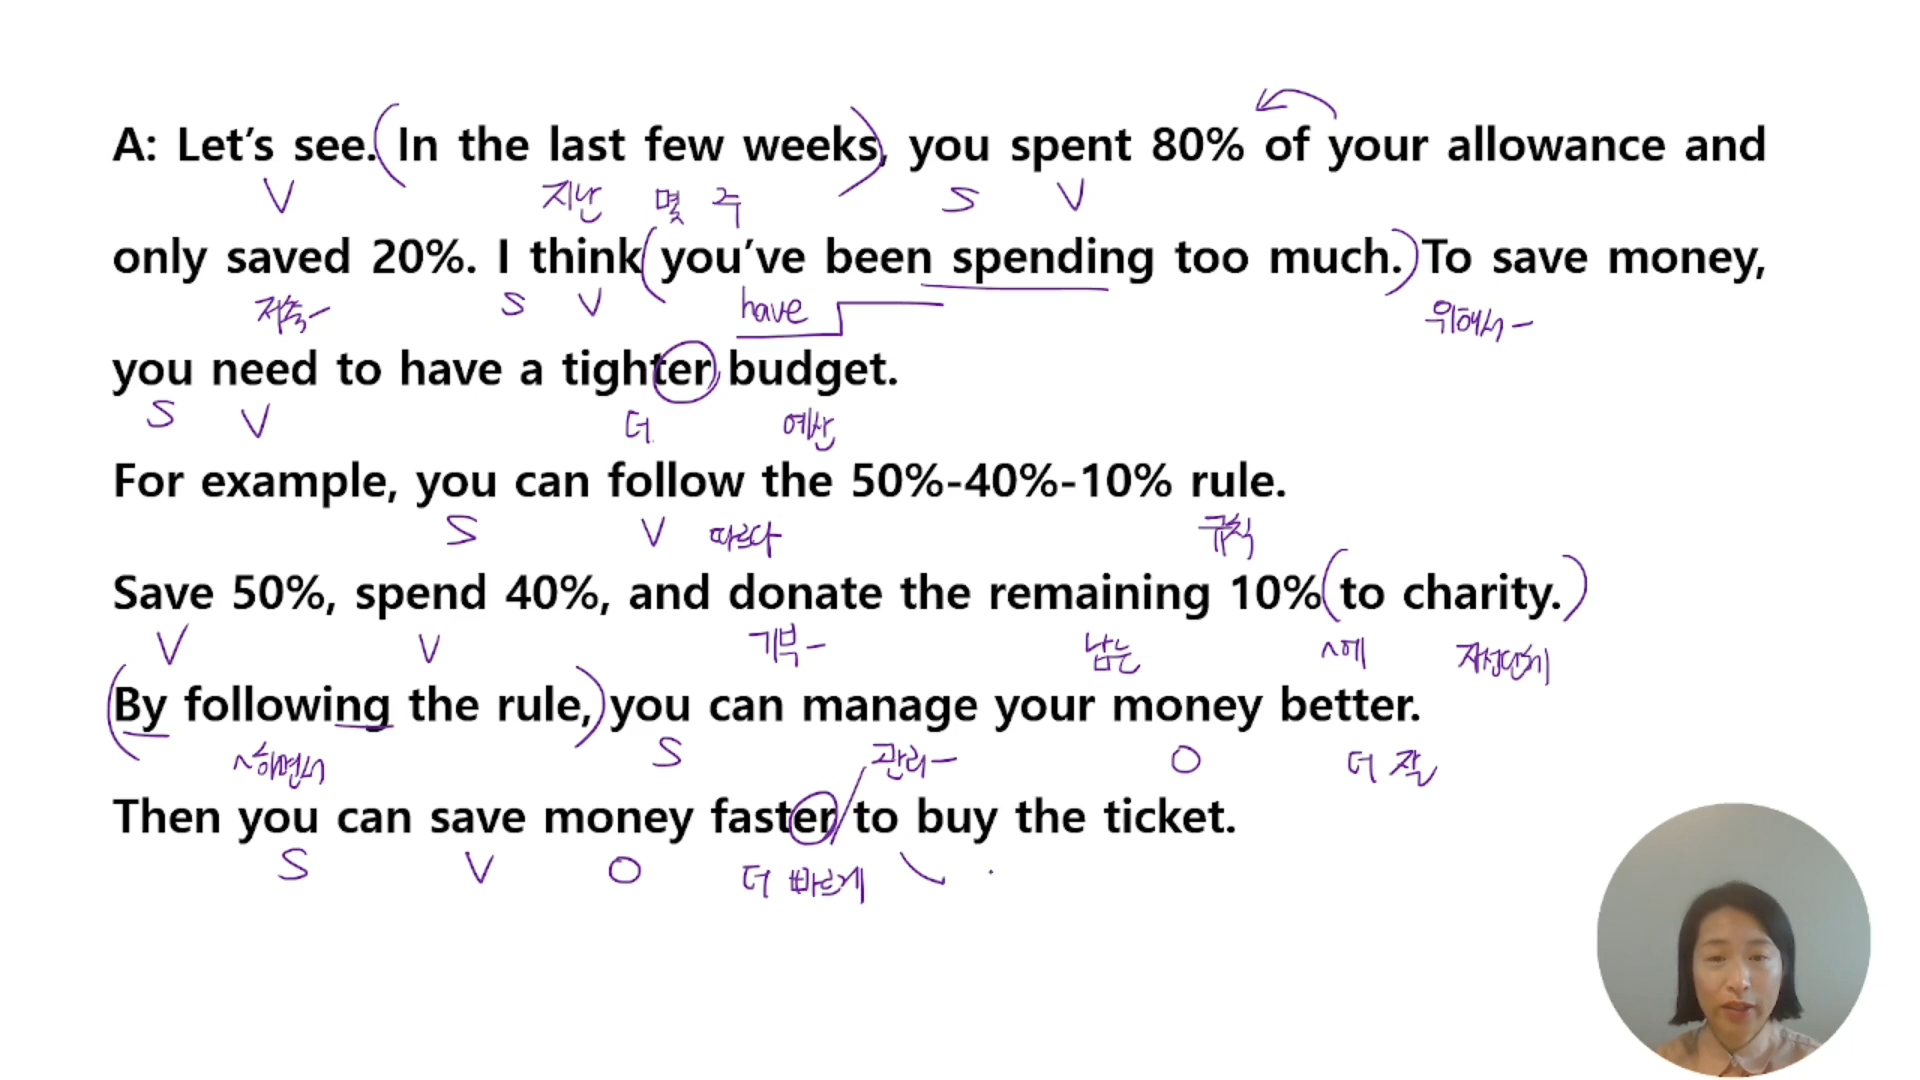 A: Let's see. In the last few weeks, you spent 80% of your allowance and
V 지난 몇 주 S V
only saved 20%. I think you've been spending too much. To save money,
저축- S V have 위해서-
you need to have a tighter budget.
S V 더 예산
For example, you can follow the 50%-40%-10% rule.
S V 따르다 규칙
Save 50%, spend 40%, and donate the remaining 10% to charity.
V V 기부- 남는 ~에 자선단체
By following the rule, you can manage your money better.
~하면서 S 관리- O 더 잘
Then you can save money faster to buy the ticket.
S V O 더 빠르게